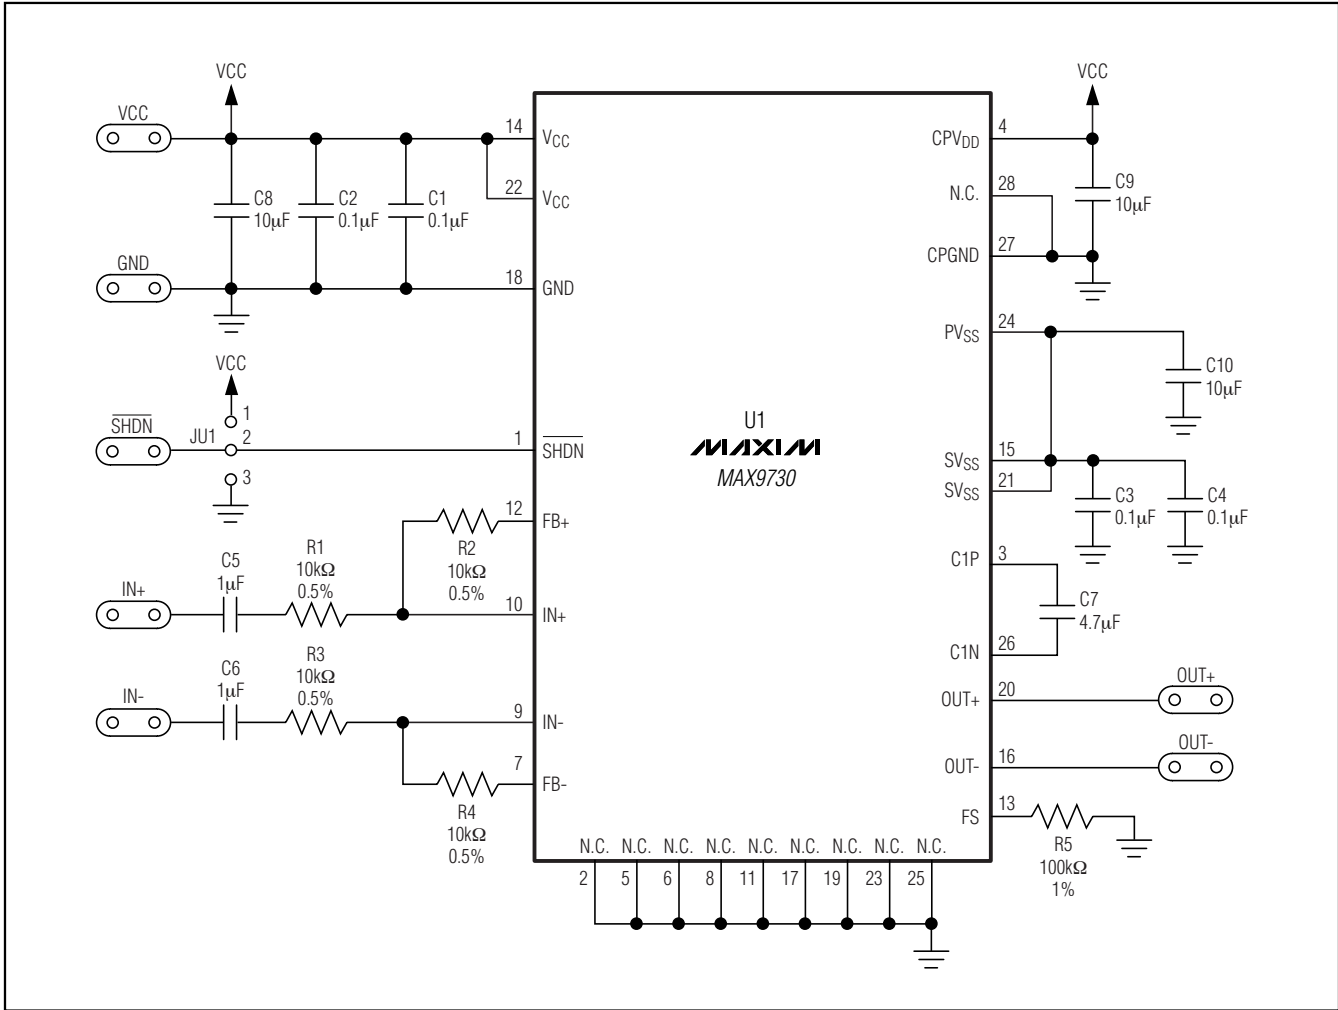 VCC
VCC
GND
C8
10µF
C2
0.1µF
C1
0.1µF
14
VCC
22
VCC
18
GND
VCC
SHDN
JU1
1
2
3
1
SHDN
12
FB+
R2
10kΩ
0.5%
IN+
C5
1µF
R1
10kΩ
0.5%
10
IN+
IN-
C6
1µF
R3
10kΩ
0.5%
9
IN-
7
FB-
R4
10kΩ
0.5%
U1
MAXIM
MAX9730
VCC
CPVDD
4
N.C.
28
C9
10µF
CPGND
27
PVSS
24
C10
10µF
SVSS
15
SVSS
21
C3
0.1µF
C4
0.1µF
C1P
3
C7
4.7µF
C1N
26
OUT+
20
OUT+
OUT-
16
OUT-
FS
13
R5
100kΩ
1%
N.C. N.C. N.C. N.C. N.C. N.C. N.C. N.C. N.C.
2 5 6 8 11 17 19 23 25